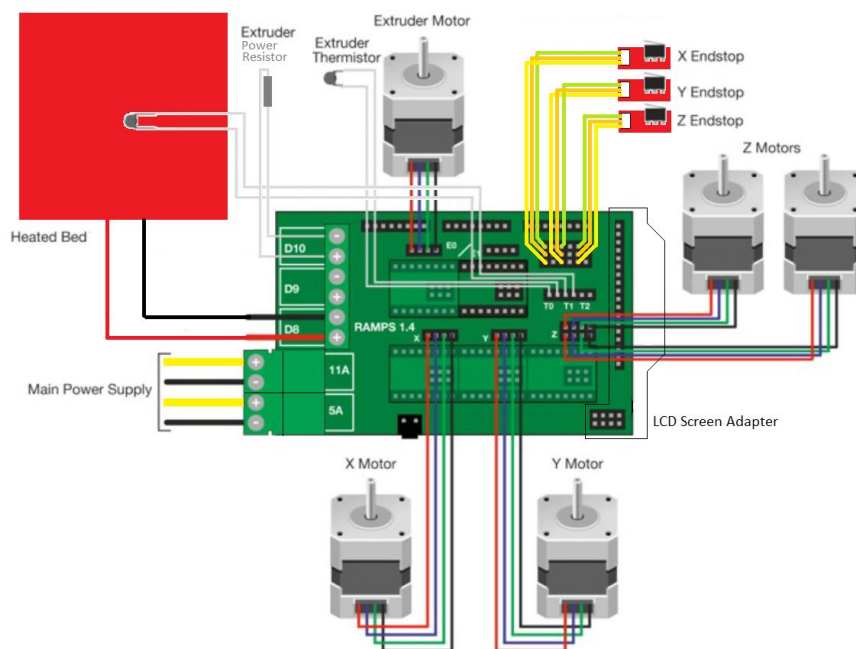 Extruder Motor
Extruder
Power
Resistor
Extruder
Thermistor
X Endstop
Y Endstop
Z Endstop
Z Motors
Heated Bed
D10
E0
E1
D9
T0 T1 T2
D8
RAMPS 1.4
X
Y
Z
Main Power Supply
11A
5A
LCD Screen Adapter
X Motor
Y Motor